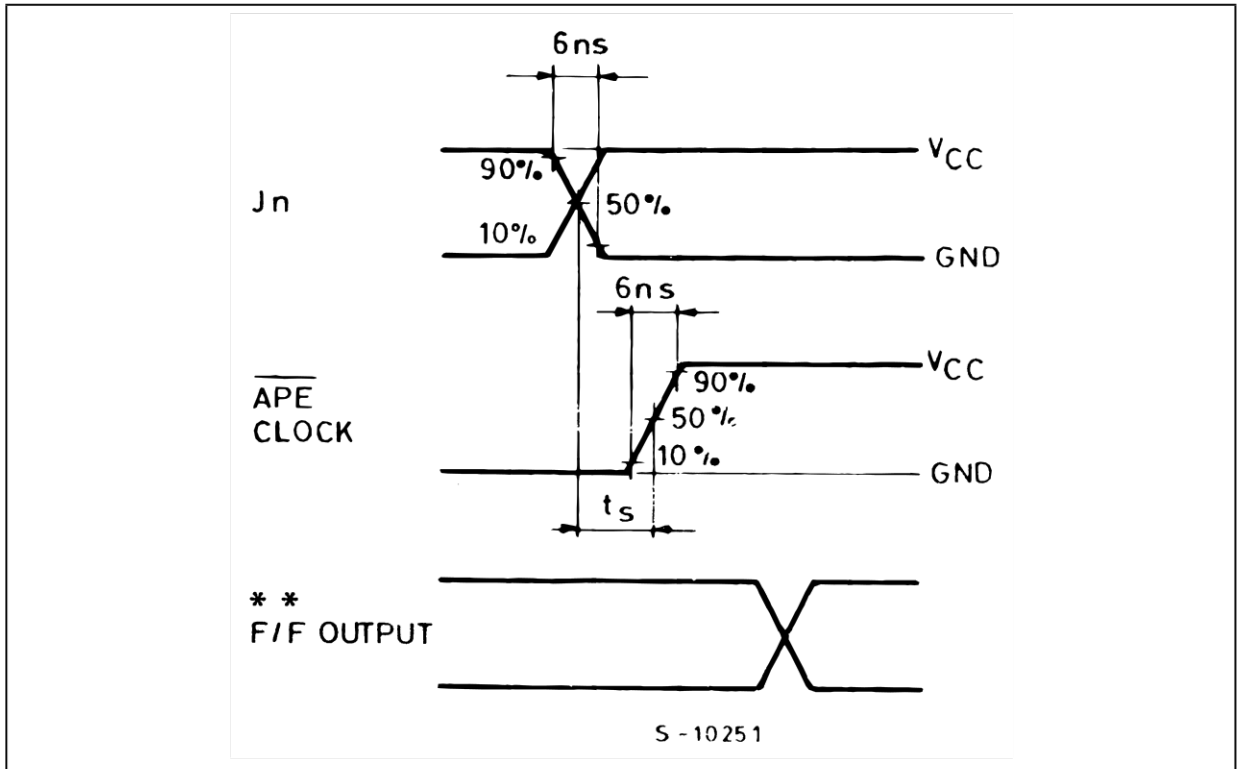 6ns
90%
VCC
Jn
50%
10%
GND
6ns
VCC
APE
CLOCK
90%
50%
10%
GND
ts
* *
F/F OUTPUT
S-10251